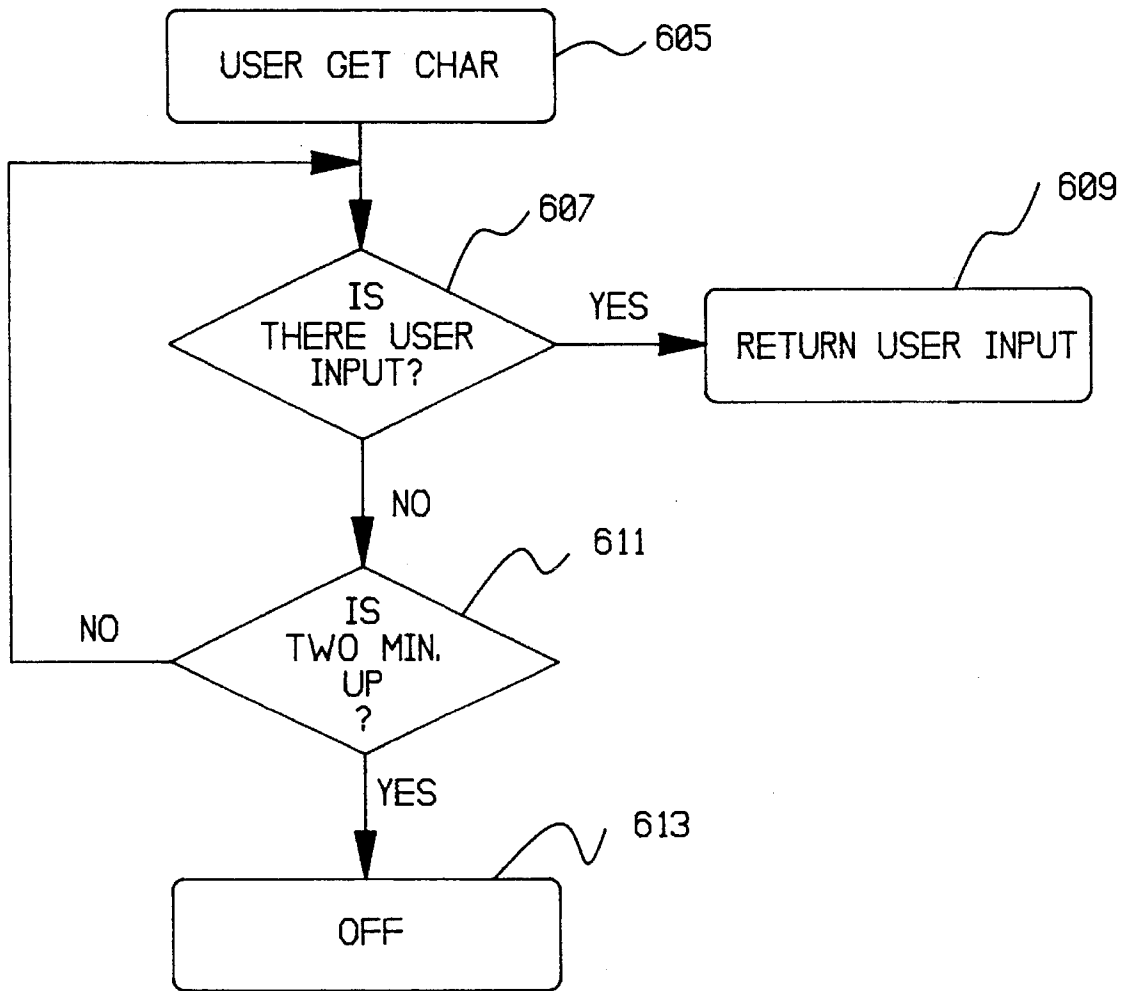 USER GET CHAR
605
607
609
IS
THERE USER
INPUT?
YES
RETURN USER INPUT
NO
611
IS
TWO MIN.
UP
?
NO
YES
613
OFF